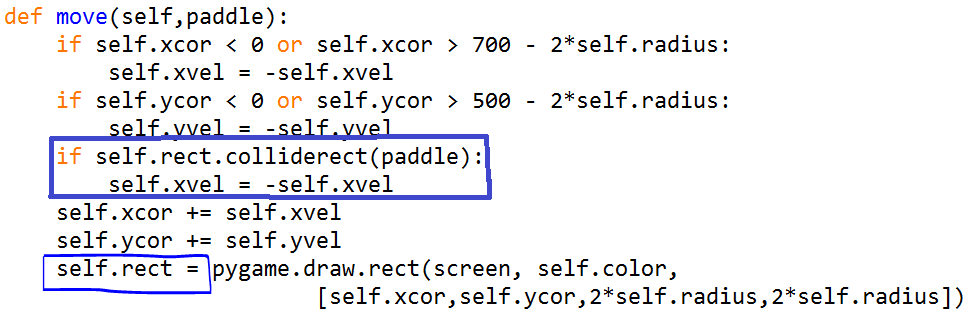 def move(self,paddle):
    if self.xcor < 0 or self.xcor > 700 - 2*self.radius:
        self.xvel = -self.xvel
    if self.ycor < 0 or self.ycor > 500 - 2*self.radius:
        self.yvel = -self.yvel
    if self.rect.colliderect(paddle):
        self.xvel = -self.xvel
    self.xcor += self.xvel
    self.ycor += self.yvel
    self.rect = pygame.draw.rect(screen, self.color,
                        [self.xcor,self.ycor,2*self.radius,2*self.radius])